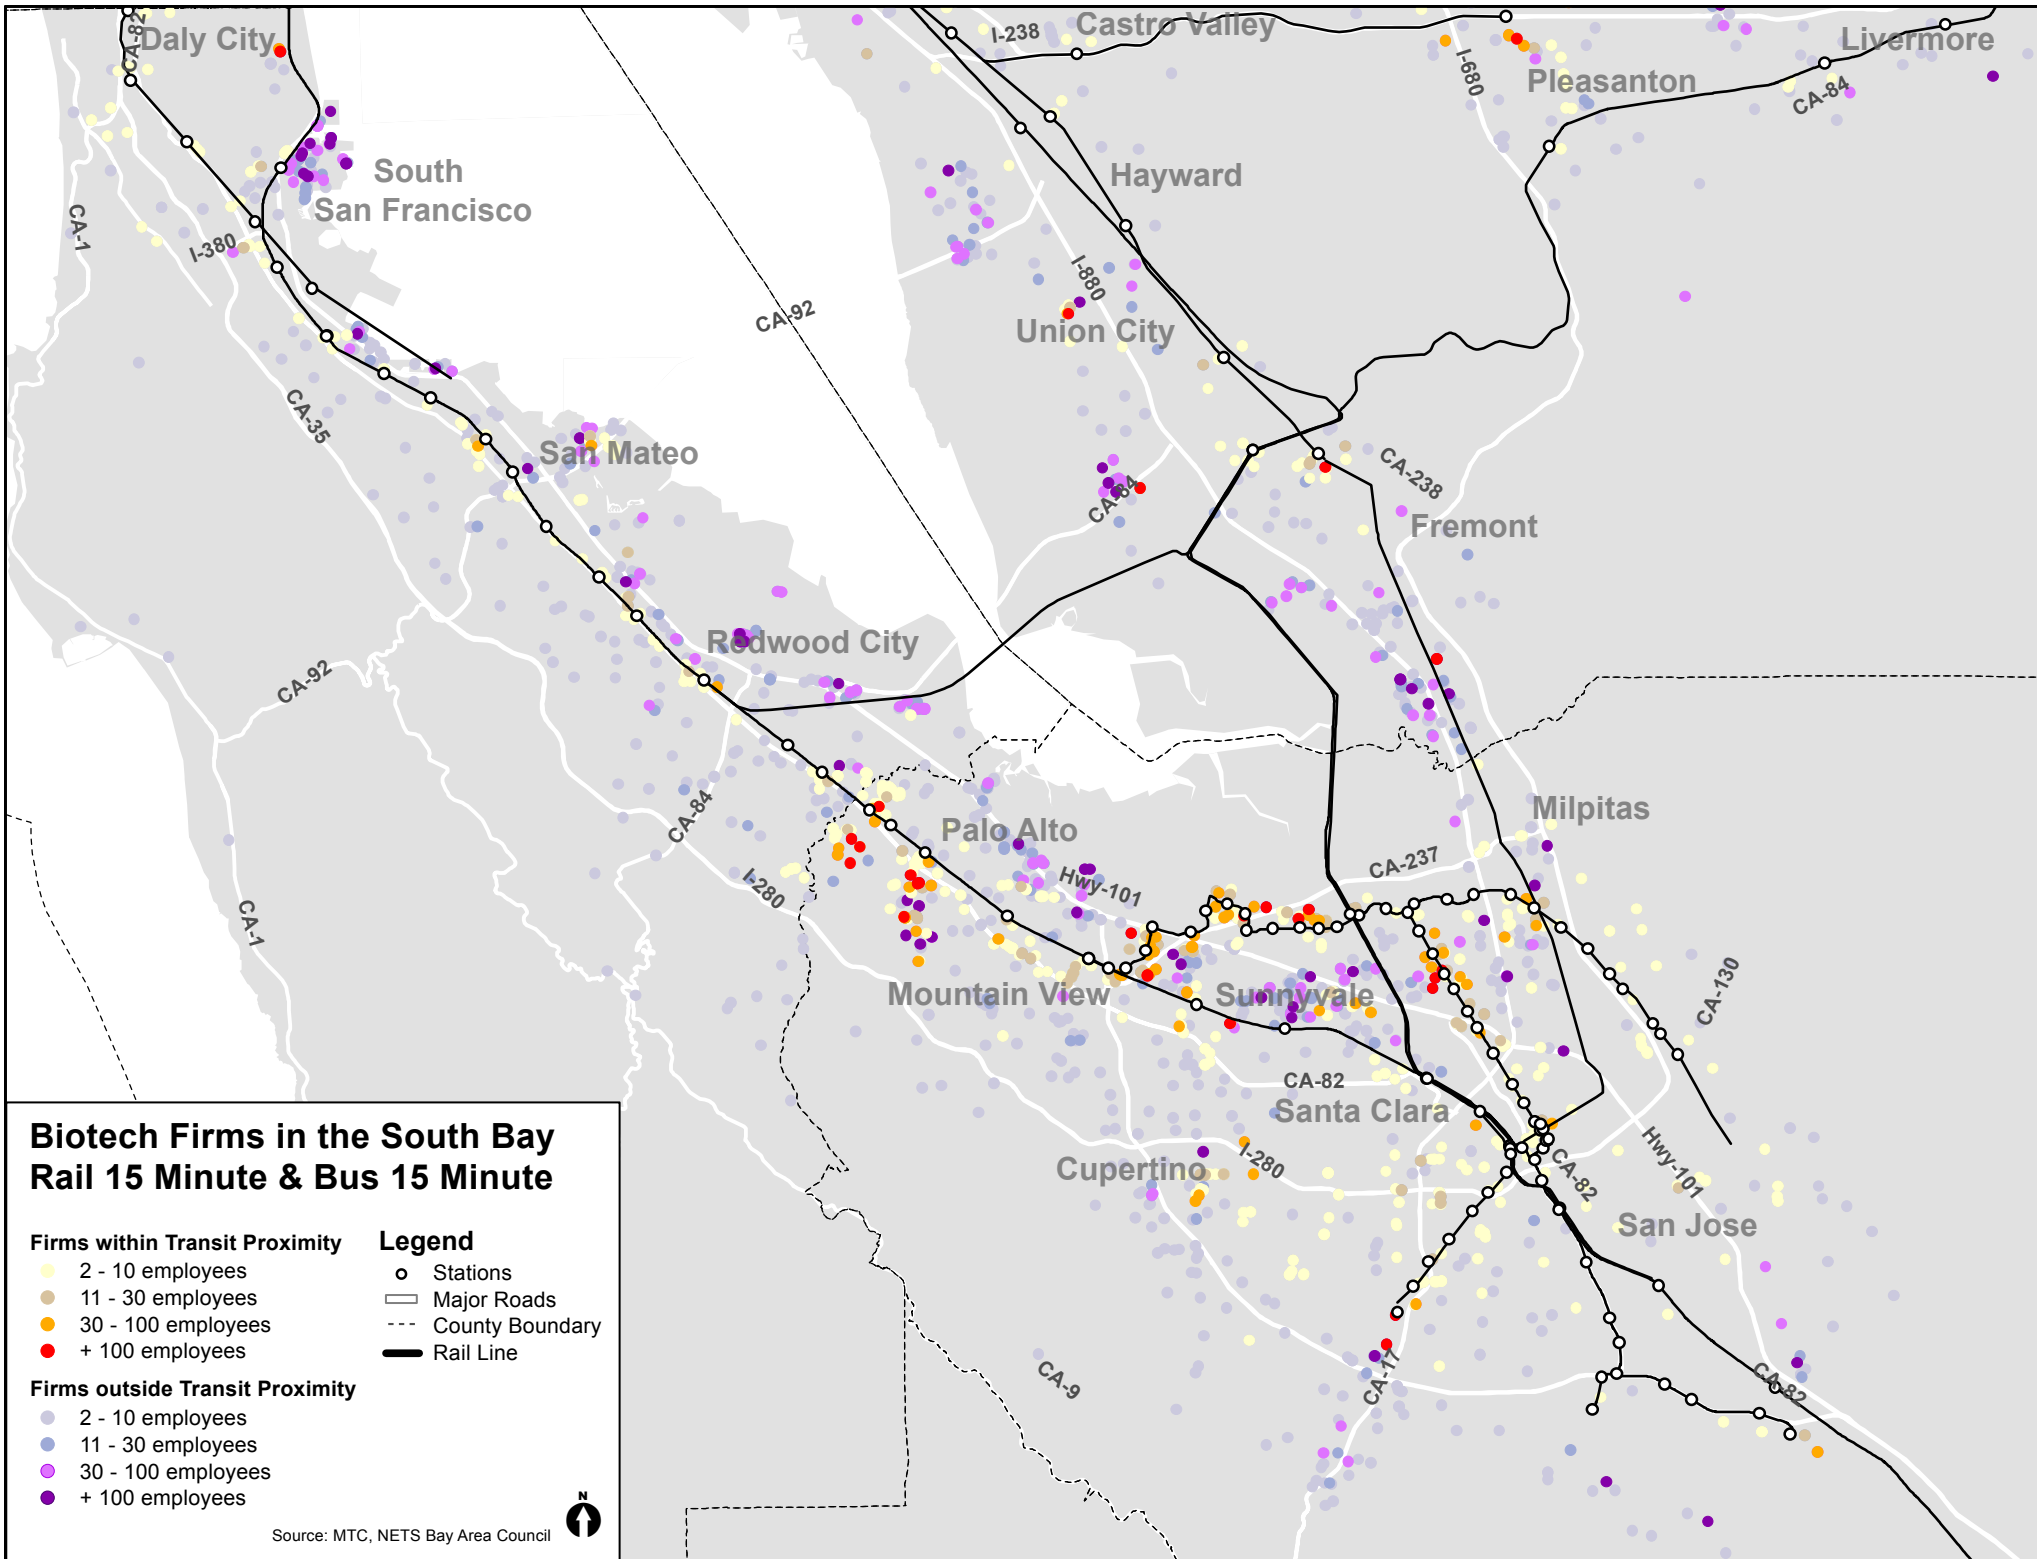 Daly City
CA-82
South
San Francisco
CA-1
I-380
I-238
Castro Valley
I-680
Pleasanton
Livermore
CA-84
Hayward
I-880
Union City
CA-92
CA-35
San Mateo
CA-84
CA-238
Fremont
Redwood City
CA-92
CA-84
Palo Alto
Milpitas
CA-237
Hwy-101
I-280
CA-1
Mountain View
Sunnyvale
CA-130
CA-82
Santa Clara
Cupertino
I-280
CA-82
Hwy-101
San Jose
CA-9
CA-17
CA-82
Biotech Firms in the South Bay
Rail 15 Minute & Bus 15 Minute
Firms within Transit Proximity
2 - 10 employees
11 - 30 employees
30 - 100 employees
+ 100 employees
Firms outside Transit Proximity
2 - 10 employees
11 - 30 employees
30 - 100 employees
+ 100 employees
Legend
Stations
Major Roads
County Boundary
Rail Line
N
Source: MTC, NETS Bay Area Council